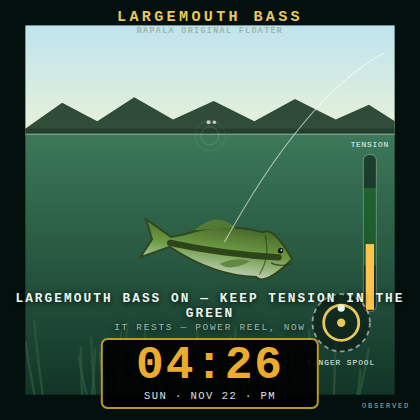 LARGEMOUTH BASS
RAPALA ORIGINAL FLOATER
TENSION
LARGEMOUTH BASS ON — KEEP TENSION IN THE
GREEN
IT RESTS — POWER REEL, NOW
NGER SPOOL
04:26
SUN · NOV 22 · PM
OBSERVED